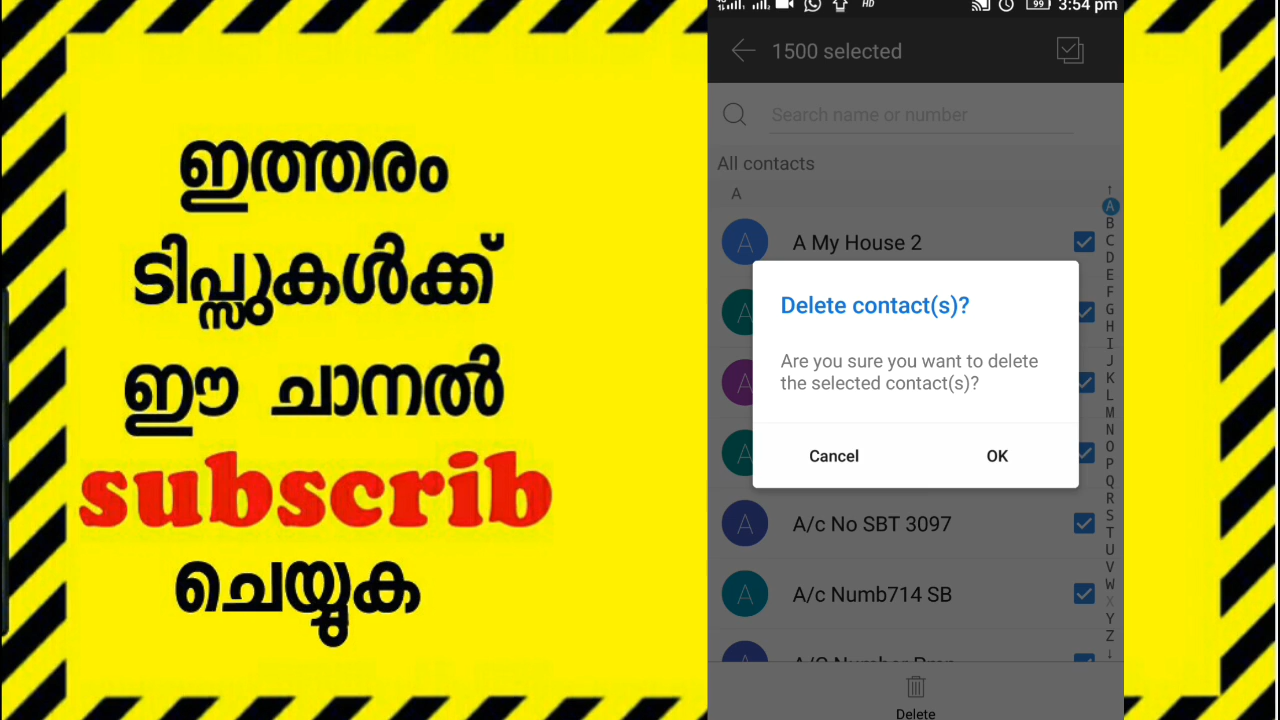 ഇത്തരം
ടിപ്സുകൾക്ക്
ഈ ചാനൽ
subscrib
ചെയ്യുക
HD 99 3:54 pm
1500 selected
Search name or number
All contacts
A
↑
A
B
C
D
E
F
G
H
I
J
K
L
M
N
O
P
Q
R
S
T
U
V
W
X
Y
Z
↓
A A My House 2
Delete contact(s)?
A
Are you sure you want to delete
the selected contact(s)?
A
Cancel OK
A
A A/c No SBT 3097
A A/c Numb714 SB
Delete